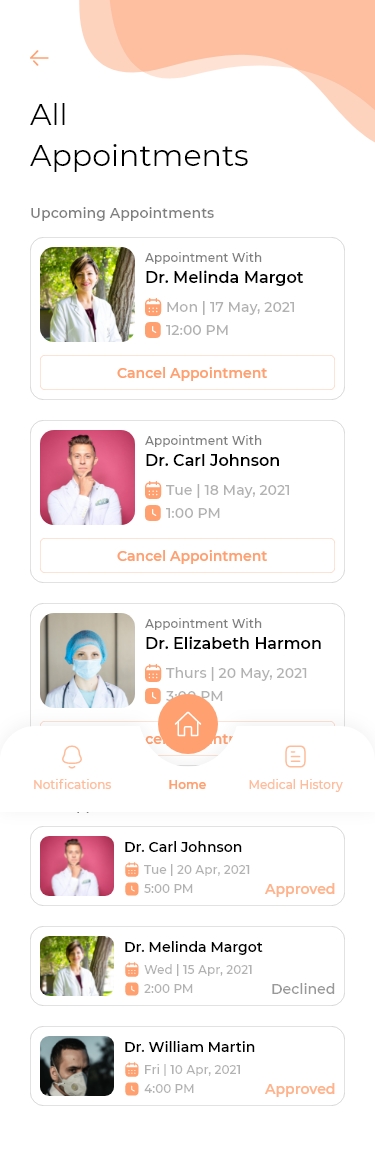 All
Appointments
Upcoming Appointments
Appointment With
Dr. Melinda Margot
Mon | 17 May, 2021
12:00 PM
Cancel Appointment
Appointment With
Dr. Carl Johnson
Tue | 18 May, 2021
1:00 PM
Cancel Appointment
Appointment With
Dr. Elizabeth Harmon
Thurs | 20 May, 2021
3:00 PM
Notifications
Home
Medical History
Dr. Carl Johnson
Tue | 20 Apr, 2021
5:00 PM
Approved
Dr. Melinda Margot
Wed | 15 Apr, 2021
2:00 PM
Declined
Dr. William Martin
Fri | 10 Apr, 2021
4:00 PM
Approved